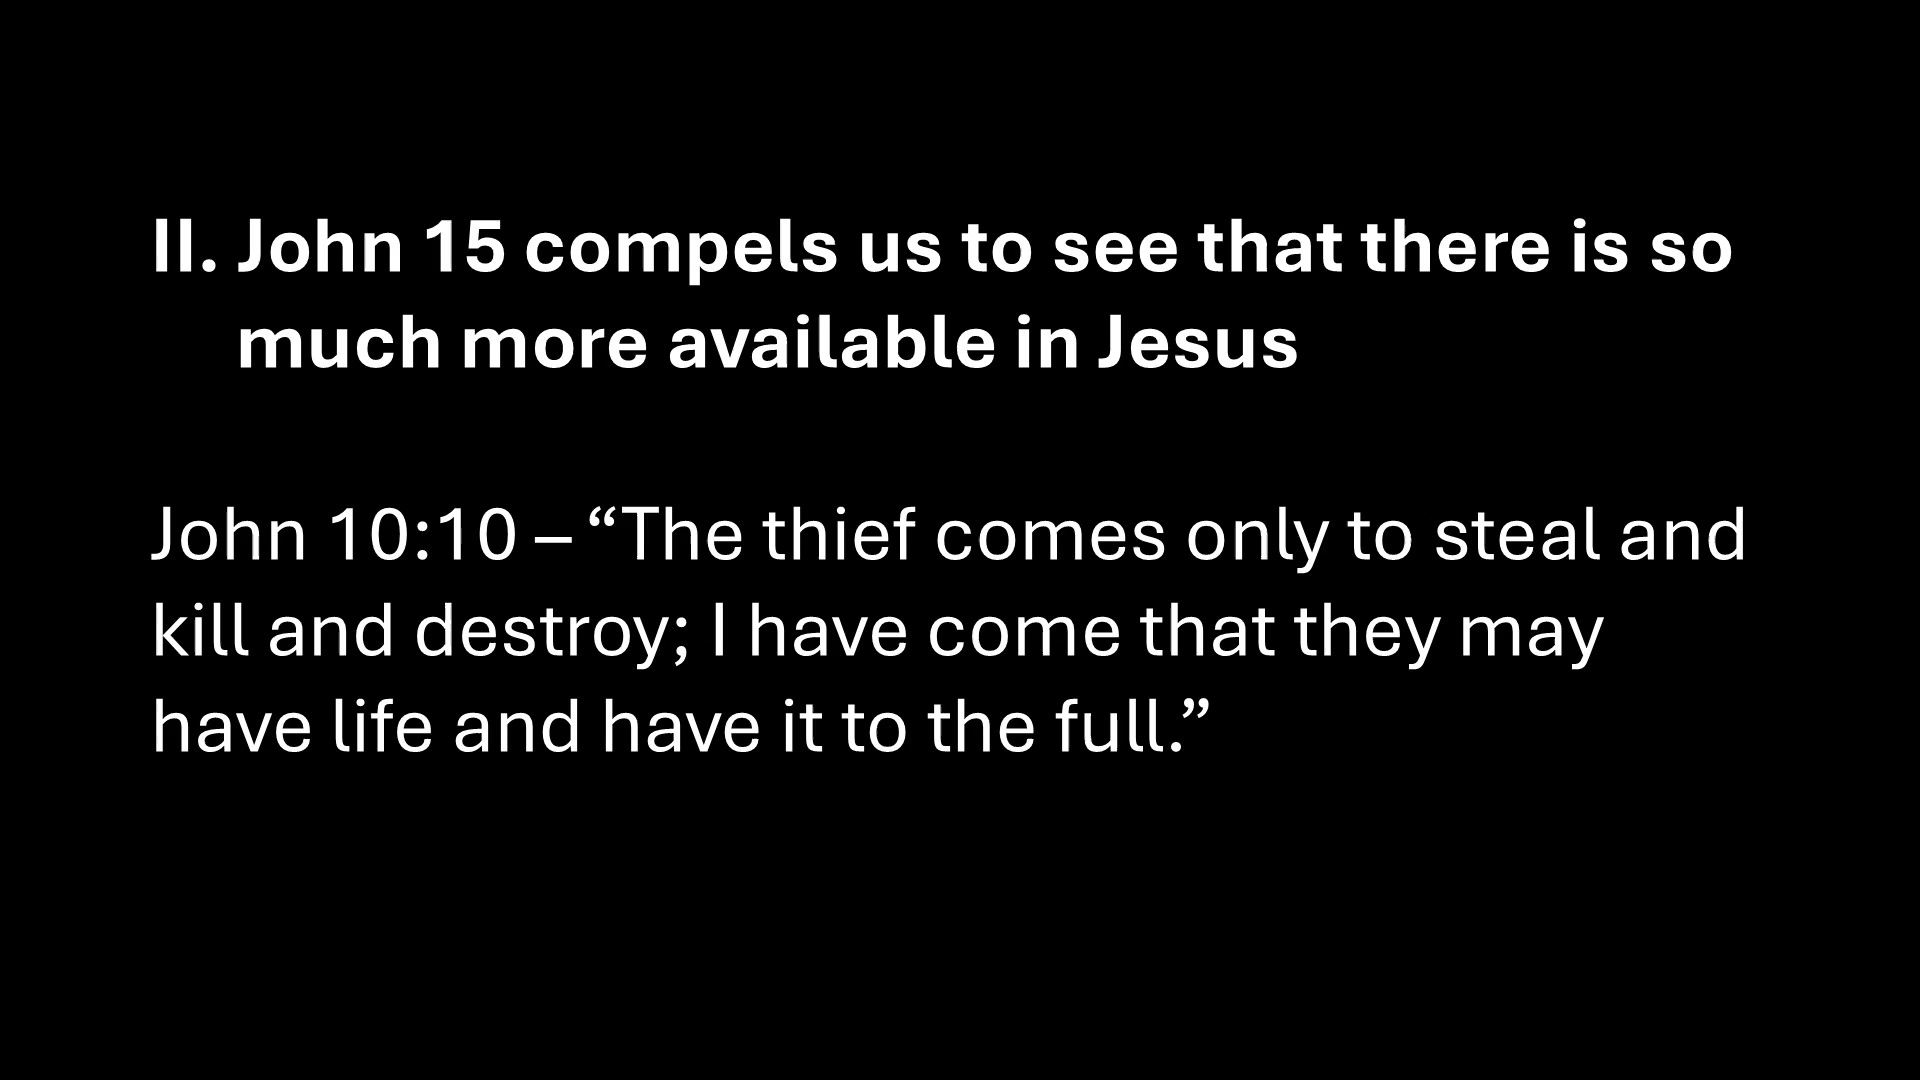 II. John 15 compels us to see that there is so
much more available in Jesus
John 10:10 – “The thief comes only to steal and
kill and destroy; I have come that they may
have life and have it to the full.”